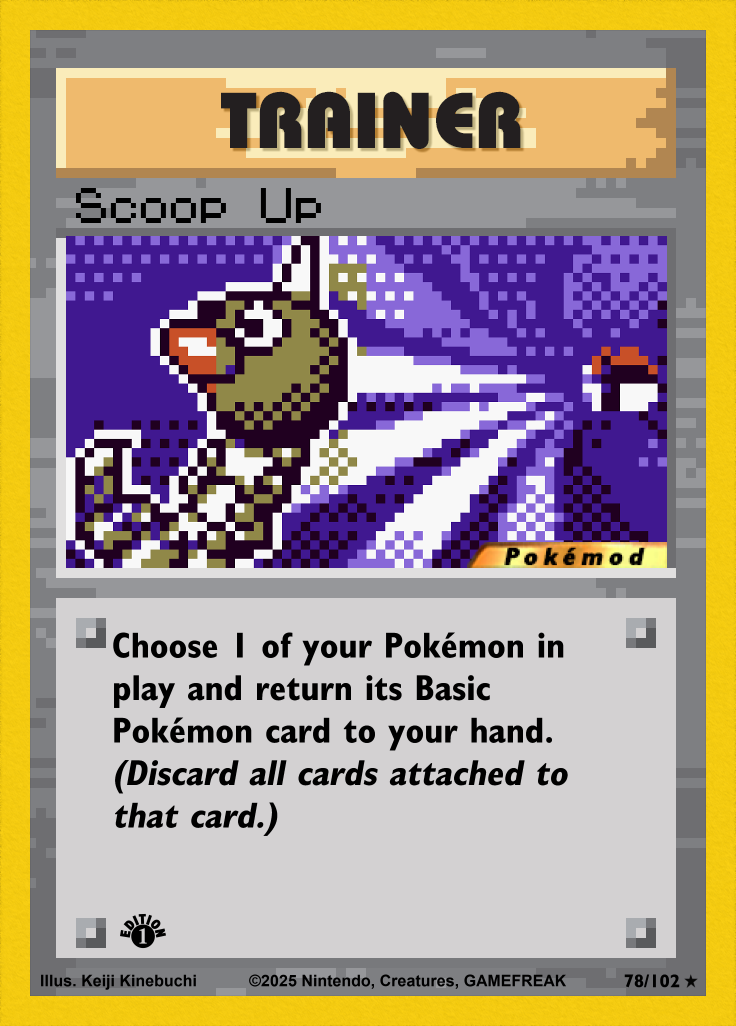 TRAINER
Scoop Up
Pokémod
Choose 1 of your Pokémon in
play and return its Basic
Pokémon card to your hand.
(Discard all cards attached to
that card.)
EDITION
1
Illus. Keiji Kinebuchi ©2025 Nintendo, Creatures, GAMEFREAK 78/102 ★